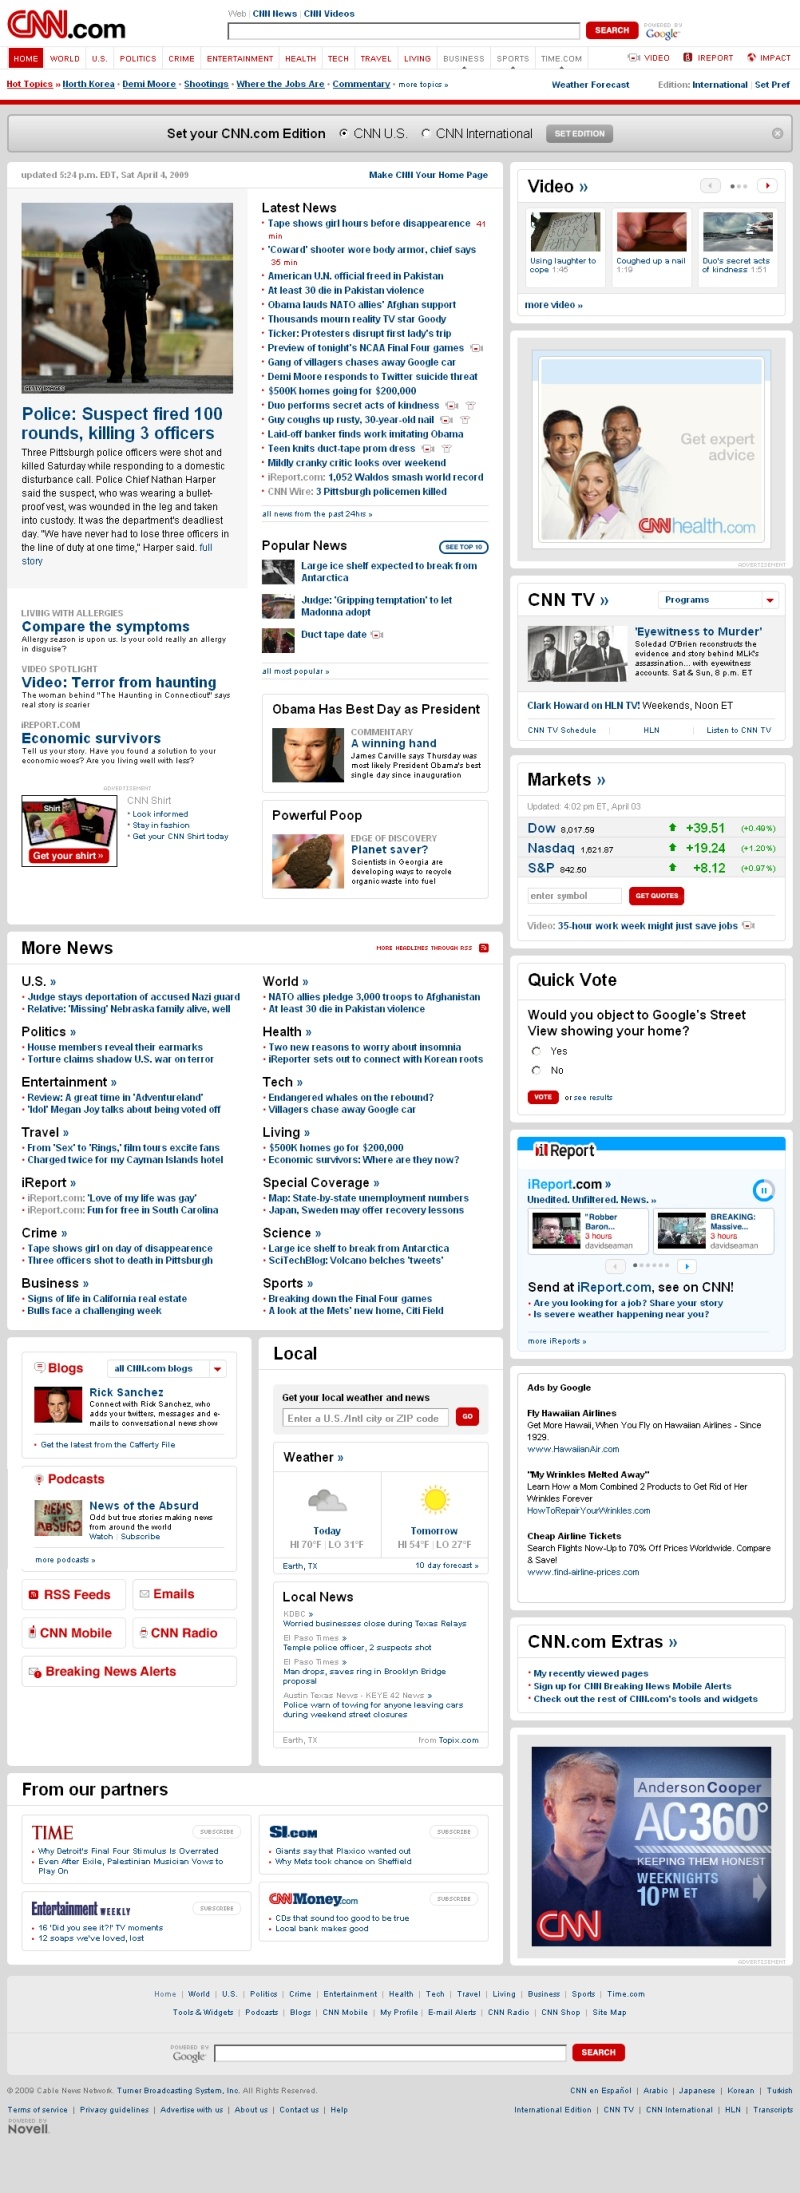 CNN.com
Web | CNN News | CNN Videos
SEARCH
POWERED BY Google
HOME WORLD U.S. POLITICS CRIME ENTERTAINMENT HEALTH TECH TRAVEL LIVING BUSINESS SPORTS TIME.COM VIDEO IREPORT IMPACT
Hot Topics » North Korea · Demi Moore · Shootings · Where the Jobs Are · Commentary · more topics »
Weather Forecast
Edition: International | Set Pref
Set your CNN.com Edition CNN U.S. CNN International SET EDITION
updated 5:24 p.m. EDT, Sat April 4, 2009
Make CNN Your Home Page
GETTY IMAGES
Police: Suspect fired 100
rounds, killing 3 officers
Three Pittsburgh police officers were shot and
killed Saturday while responding to a domestic
disturbance call. Police Chief Nathan Harper
said the suspect, who was wearing a bullet-
proof vest, was wounded in the leg and taken
into custody. It was the department's deadliest
day. "We have never had to lose three officers in
the line of duty at one time," Harper said. full
story
LIVING WITH ALLERGIES
Compare the symptoms
Allergy season is upon us. Is your cold really an allergy
in disguise?
VIDEO SPOTLIGHT
Video: Terror from haunting
The woman behind "The Haunting in Connecticut" says
real story is scarier
iREPORT.COM
Economic survivors
Tell us your story. Have you found a solution to your
economic woes? Are you living well with less?
ADVERTISEMENT
CNN Shirt
Get your shirt »
CNN Shirt
Look informed
Stay in fashion
Get your CNN Shirt today
Latest News
Tape shows girl hours before disappearance 41
min
'Coward' shooter wore body armor, chief says
35 min
American U.N. official freed in Pakistan
At least 30 die in Pakistan violence
Obama lauds NATO allies' Afghan support
Thousands mourn reality TV star Goody
Ticker: Protesters disrupt first lady's trip
Preview of tonight's NCAA Final Four games
Gang of villagers chases away Google car
Demi Moore responds to Twitter suicide threat
$500K homes going for $200,000
Duo performs secret acts of kindness
Guy coughs up rusty, 30-year-old nail
Laid-off banker finds work imitating Obama
Teen knits duct-tape prom dress
Mildly cranky critic looks over weekend
iReport.com: 1,052 Waldos smash world record
CNN Wire: 3 Pittsburgh policemen killed
all news from the past 24hrs »
Popular News
SEE TOP 10
Large ice shelf expected to break from
Antarctica
Judge: 'Gripping temptation' to let
Madonna adopt
Duct tape date
all most popular »
Obama Has Best Day as President
COMMENTARY
A winning hand
James Carville says Thursday was
most likely President Obama's best
single day since inauguration
Powerful Poop
EDGE OF DISCOVERY
Planet saver?
Scientists in Georgia are
developing ways to recycle
organic waste into fuel
Video »
Using laughter to
cope 1:45
Coughed up a nail
1:19
Duo's secret acts
of kindness 1:51
more video »
Get expert
advice
CNNhealth.com
ADVERTISEMENT
CNN TV »
Programs
'Eyewitness to Murder'
Soledad O'Brien reconstructs the
evidence and story behind MLK's
assassination... with eyewitness
accounts. Sat & Sun, 8 p.m. ET
Clark Howard on HLN TV! Weekends, Noon ET
CNN TV Schedule | HLN | Listen to CNN TV
Markets »
Updated: 4:02 pm ET, April 03
Dow 8,017.59 +39.51 (+0.49%)
Nasdaq 1,621.87 +19.24 (+1.20%)
S&P 842.50 +8.12 (+0.97%)
enter symbol GET QUOTES
Video: 35-hour work week might just save jobs
Quick Vote
Would you object to Google's Street
View showing your home?
Yes
No
VOTE or see results
iReport
iReport.com »
Unedited. Unfiltered. News. »
"Robber
Baron...
3 hours
davidseaman
BREAKING:
Massive...
3 hours
davidseaman
Send at iReport.com, see on CNN!
Are you looking for a job? Share your story
Is severe weather happening near you?
more iReports »
More News
MORE HEADLINES THROUGH RSS
U.S. »
Judge stays deportation of accused Nazi guard
Relative: 'Missing' Nebraska family alive, well
Politics »
House members reveal their earmarks
Torture claims shadow U.S. war on terror
Entertainment »
Review: A great time in 'Adventureland'
'Idol' Megan Joy talks about being voted off
Travel »
From 'Sex' to 'Rings,' film tours excite fans
Charged twice for my Cayman Islands hotel
iReport »
iReport.com: 'Love of my life was gay'
iReport.com: Fun for free in South Carolina
Crime »
Tape shows girl on day of disappearance
Three officers shot to death in Pittsburgh
Business »
Signs of life in California real estate
Bulls face a challenging week
World »
NATO allies pledge 3,000 troops to Afghanistan
At least 30 die in Pakistan violence
Health »
Two new reasons to worry about insomnia
iReporter sets out to connect with Korean roots
Tech »
Endangered whales on the rebound?
Villagers chase away Google car
Living »
$500K homes go for $200,000
Economic survivors: Where are they now?
Special Coverage »
Map: State-by-state unemployment numbers
Japan, Sweden may offer recovery lessons
Science »
Large ice shelf to break from Antarctica
SciTechBlog: Volcano belches 'tweets'
Sports »
Breaking down the Final Four games
A look at the Mets' new home, Citi Field
Blogs all CNN.com blogs
Rick Sanchez
Connect with Rick Sanchez, who
adds your twitters, messages and e-
mails to conversational news show
Get the latest from the Cafferty File
Podcasts
NEWS of the ABSURD
News of the Absurd
Odd but true stories making news
from around the world
Watch | Subscribe
more podcasts »
RSS Feeds Emails
CNN Mobile CNN Radio
Breaking News Alerts
Local
Get your local weather and news
Enter a U.S./Intl city or ZIP code GO
Weather »
Today Tomorrow
HI 70°F | LO 31°F HI 54°F | LO 27°F
Earth, TX 10 day forecast »
Local News
KDBC »
Worried businesses close during Texas Relays
El Paso Times »
Temple police officer, 2 suspects shot
El Paso Times »
Man drops, saves ring in Brooklyn Bridge
proposal
Austin Texas News - KEYE 42 News »
Police warn of towing for anyone leaving cars
during weekend street closures
Earth, TX from Topix.com
Ads by Google
Fly Hawaiian Airlines
Get More Hawaii, When You Fly on Hawaiian Airlines - Since
1929.
www.HawaiianAir.com
"My Wrinkles Melted Away"
Learn How a Mom Combined 2 Products to Get Rid of Her
Wrinkles Forever
HowToRepairYourWrinkles.com
Cheap Airline Tickets
Search Flights Now-Up to 70% Off Prices Worldwide. Compare
& Save!
www.find-airline-prices.com
CNN.com Extras »
My recently viewed pages
Sign up for CNN Breaking News Mobile Alerts
Check out the rest of CNN.com's tools and widgets
Anderson Cooper
AC360°
KEEPING THEM HONEST
WEEKNIGHTS
10PM ET
CNN
ADVERTISEMENT
From our partners
TIME SUBSCRIBE
Why Detroit's Final Four Stimulus Is Overrated
Even After Exile, Palestinian Musician Vows to
Play On
SI.COM SUBSCRIBE
Giants say that Plaxico wanted out
Why Mets took chance on Sheffield
Entertainment WEEKLY SUBSCRIBE
16 'Did you see it?!' TV moments
12 soaps we've loved, lost
CNNMoney.com SUBSCRIBE
CDs that sound too good to be true
Local bank makes good
Home | World | U.S. | Politics | Crime | Entertainment | Health | Tech | Travel | Living | Business | Sports | Time.com
Tools & Widgets | Podcasts | Blogs | CNN Mobile | My Profile | E-mail Alerts | CNN Radio | CNN Shop | Site Map
POWERED BY Google SEARCH
© 2009 Cable News Network. Turner Broadcasting System, Inc. All Rights Reserved.
CNN en Español | Arabic | Japanese | Korean | Turkish
Terms of service | Privacy guidelines | Advertise with us | About us | Contact us | Help
International Edition | CNN TV | CNN International | HLN | Transcripts
POWERED BY
Novell.